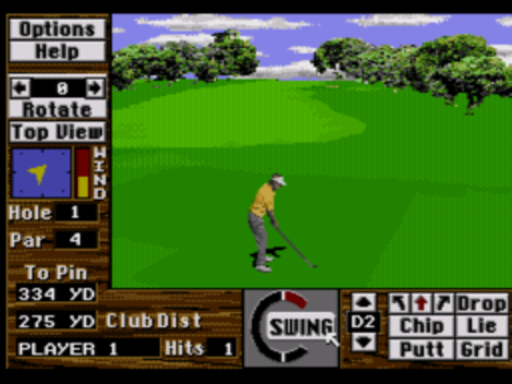 Options
Help
0
Rotate
Top View
WIND
Hole 1
Par 4
To Pin
334 YD
275 YD Club Dist
PLAYER 1 Hits 1
SWING
D2
Drop
Chip Lie
Putt Grid